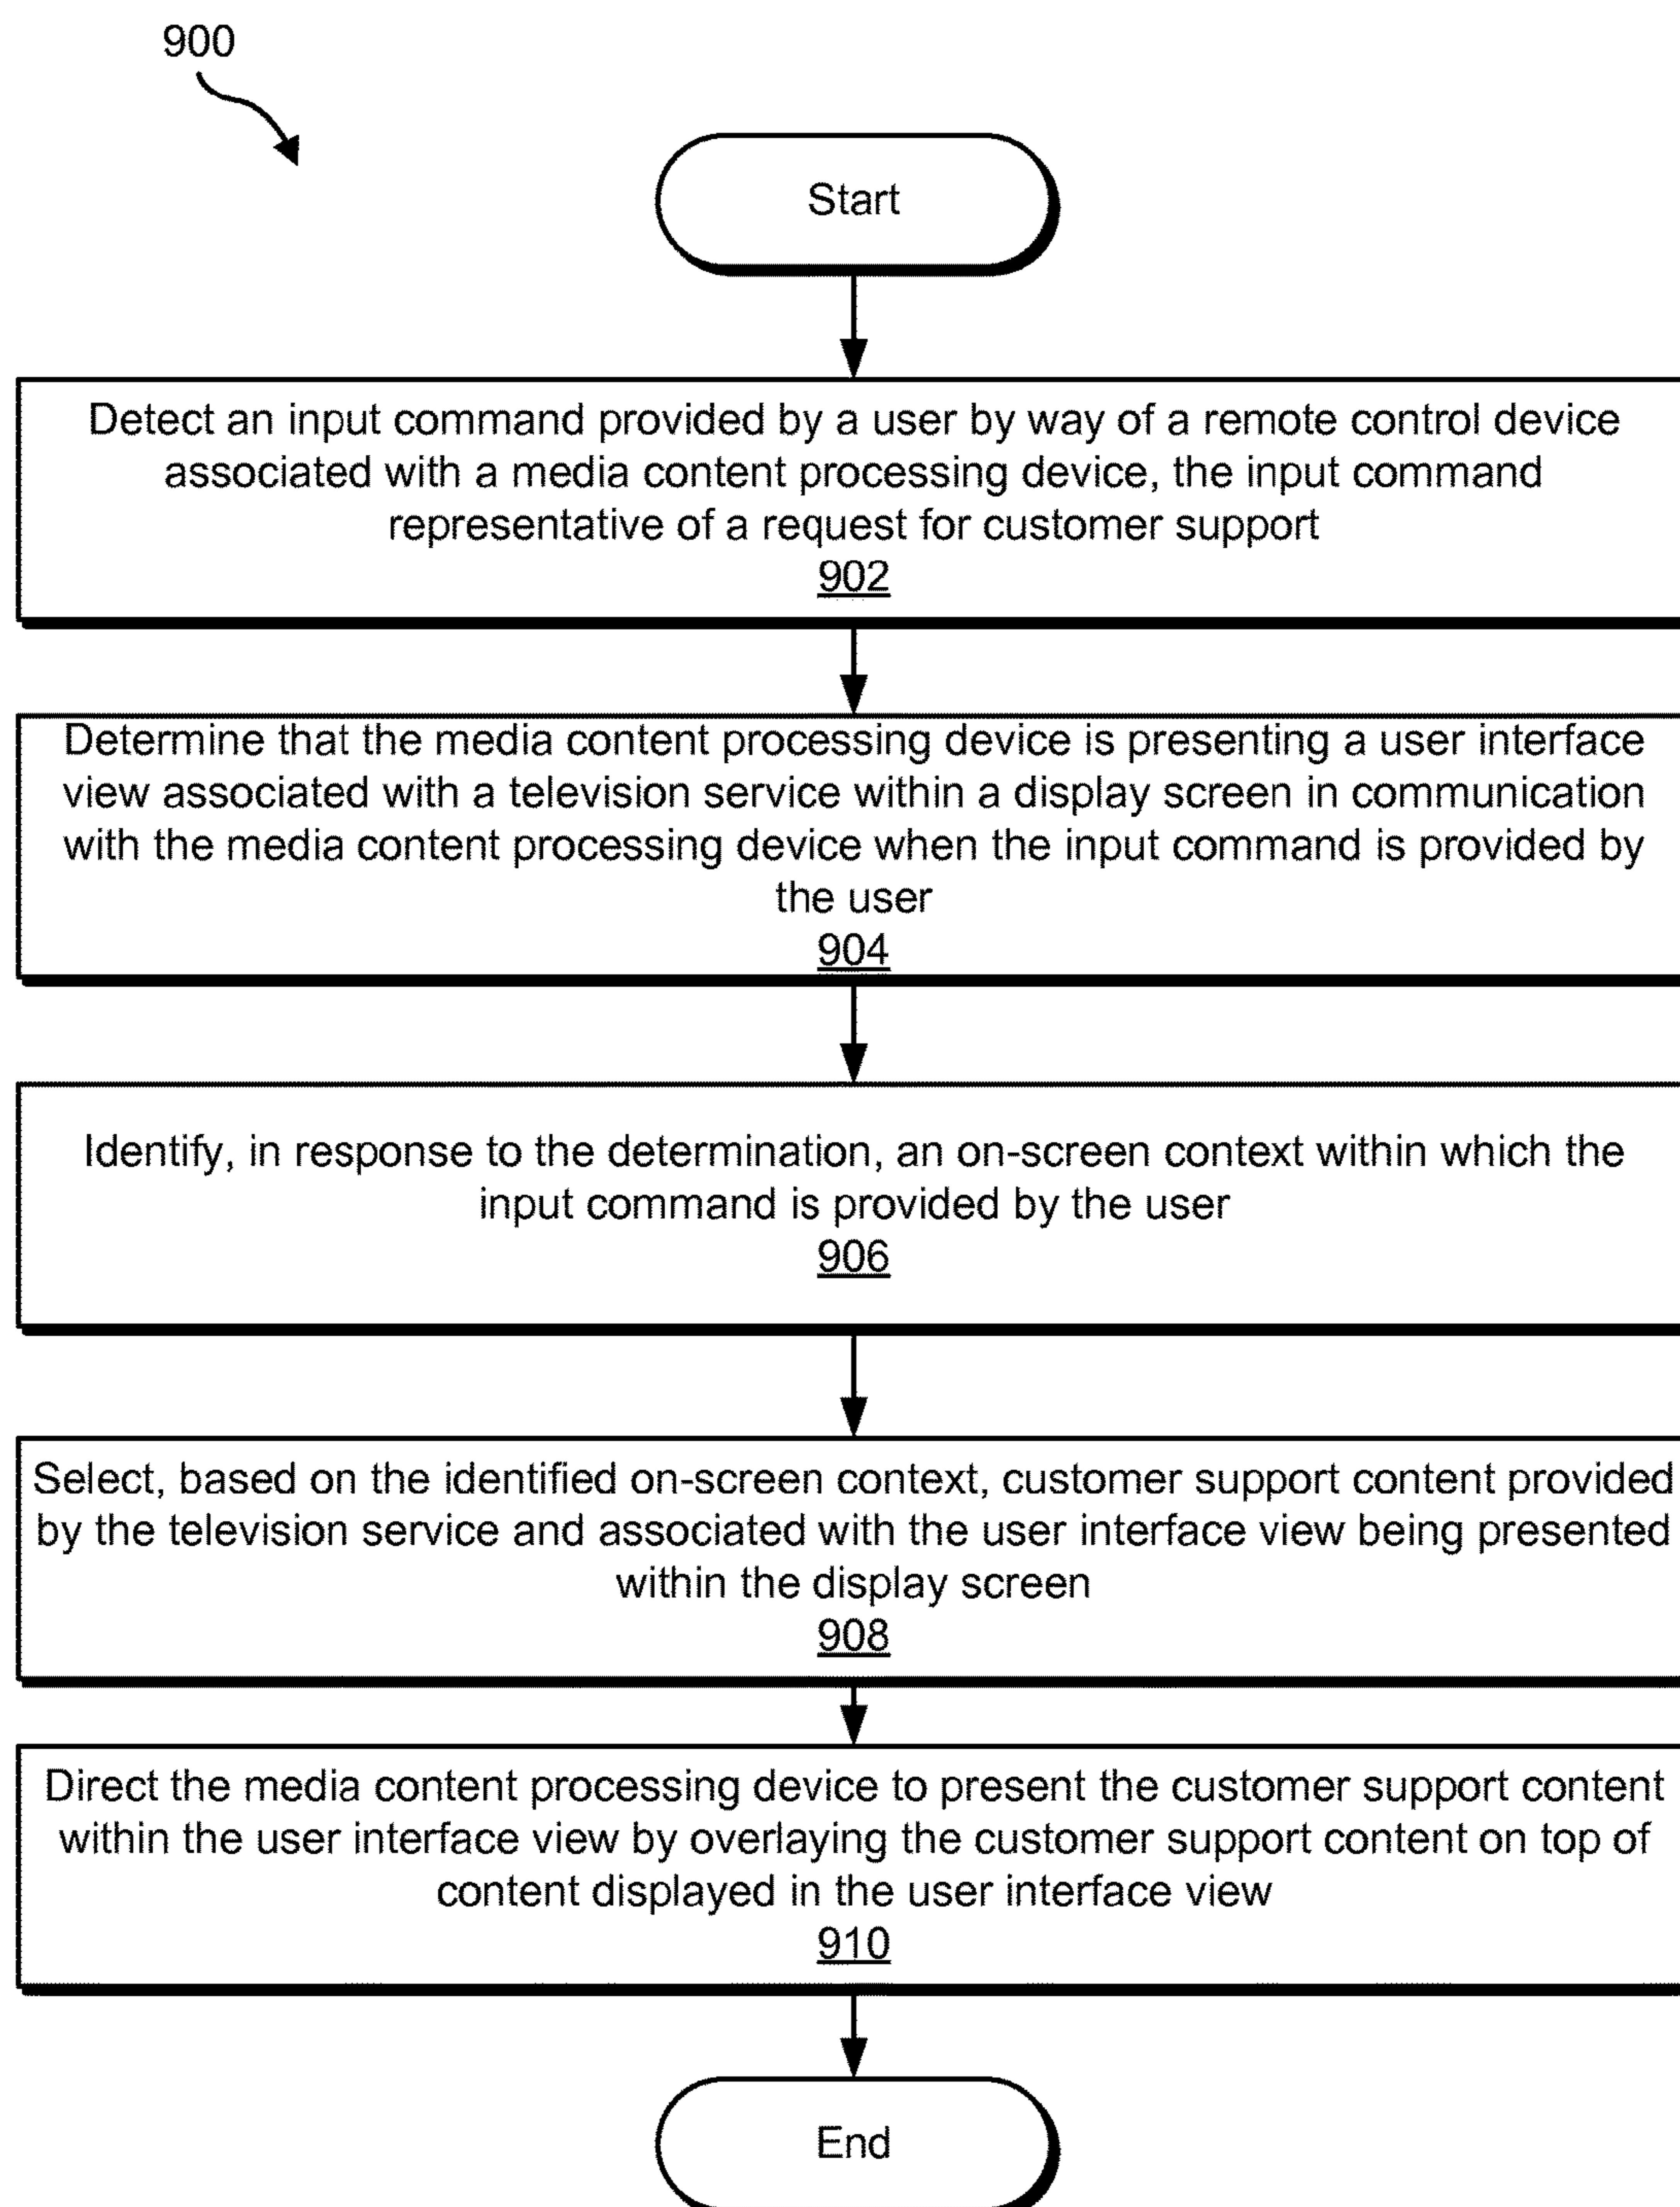 900
Start
Detect an input command provided by a user by way of a remote control device
associated with a media content processing device, the input command
representative of a request for customer support
902
Determine that the media content processing device is presenting a user interface
view associated with a television service within a display screen in communication
with the media content processing device when the input command is provided by
the user
904
Identify, in response to the determination, an on-screen context within which the
input command is provided by the user
906
Select, based on the identified on-screen context, customer support content provided
by the television service and associated with the user interface view being presented
within the display screen
908
Direct the media content processing device to present the customer support content
within the user interface view by overlaying the customer support content on top of
content displayed in the user interface view
910
End